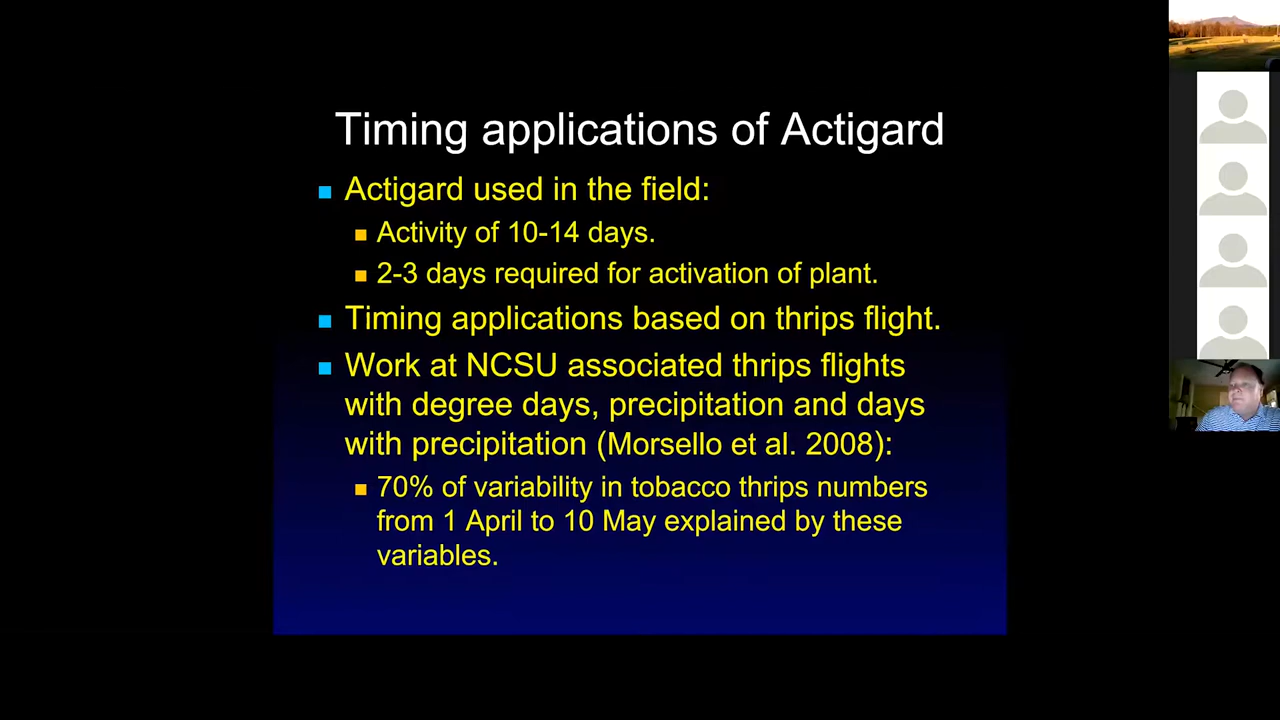 Timing applications of Actigard
Actigard used in the field:
Activity of 10-14 days.
2-3 days required for activation of plant.
Timing applications based on thrips flight.
Work at NCSU associated thrips flights
with degree days, precipitation and days
with precipitation (Morsello et al. 2008):
70% of variability in tobacco thrips numbers
from 1 April to 10 May explained by these
variables.